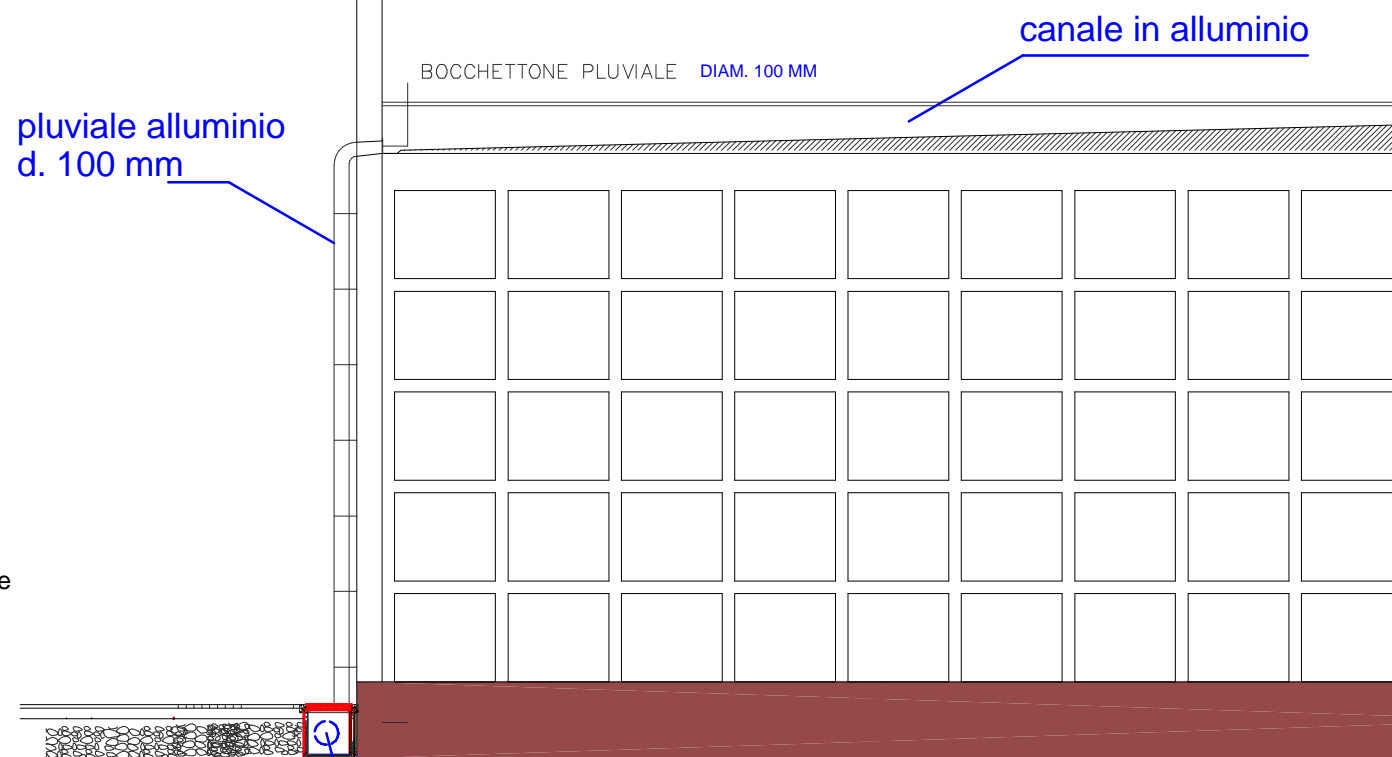 canale in alluminio
BOCCHETTONE PLUVIALE DIAM. 100 MM
pluviale alluminio
d. 100 mm
e